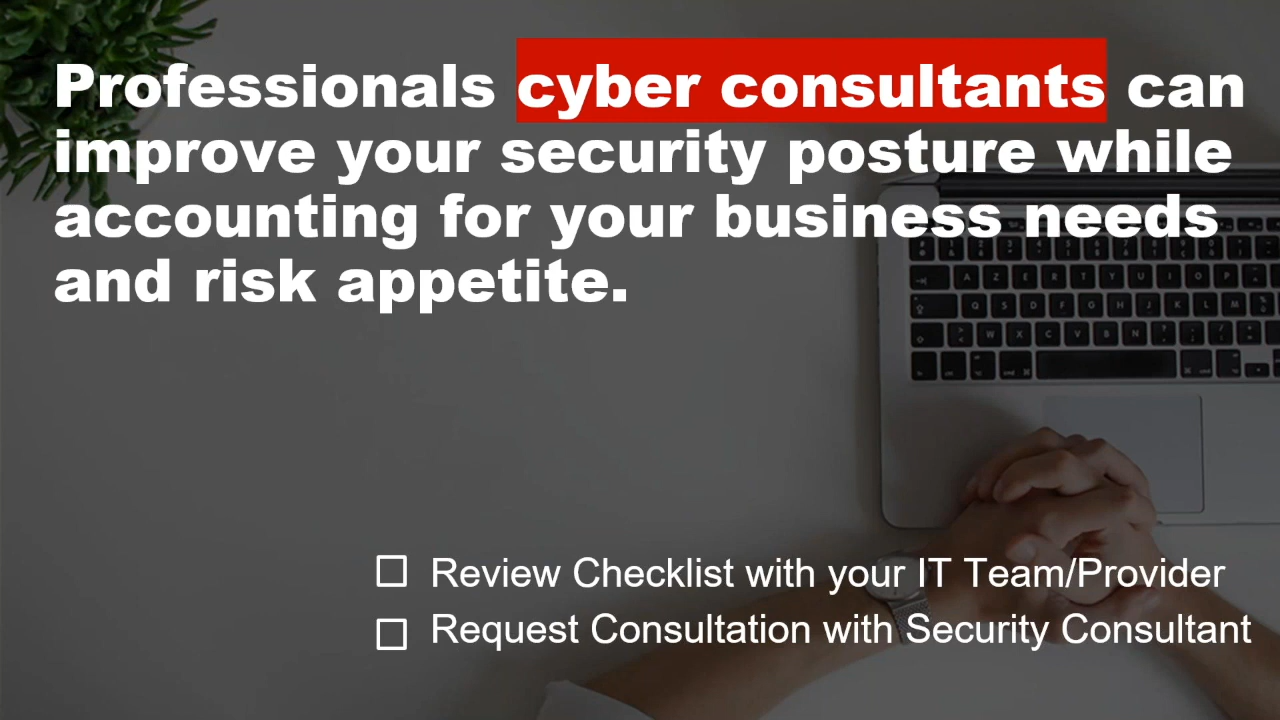 Professionals cyber consultants can
improve your security posture while
accounting for your business needs
and risk appetite.
Review Checklist with your IT Team/Provider
Request Consultation with Security Consultant